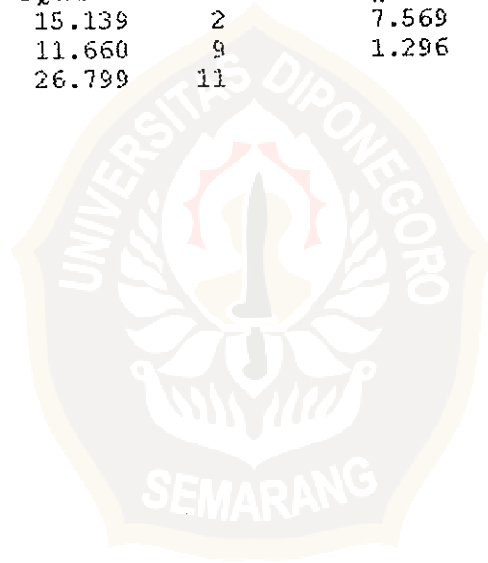 15.139 2 7.569
11.660 9 1.296
26.799 11
UNIVERSITAS DIPONEGORO
SEMARANG